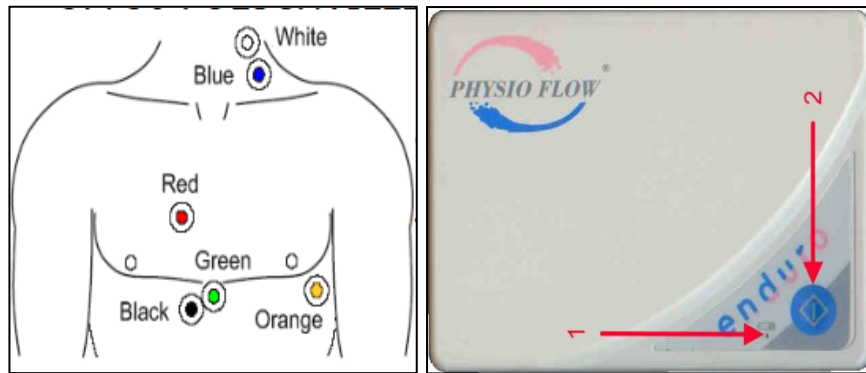 White
Blue
Red
Green
Black
Orange
PHYSIO FLOW®
enduro
1
2